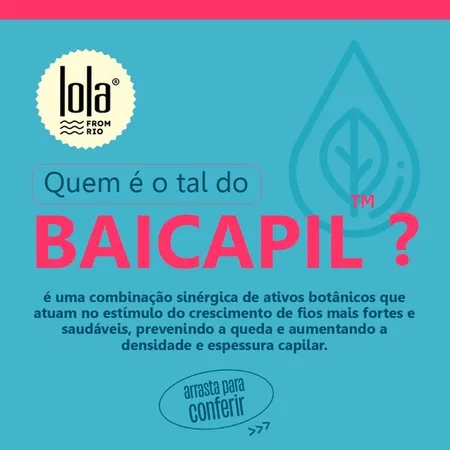 lola®
FROM
RIO
Quem é o tal do
BAICAPIL™ ?
é uma combinação sinérgica de ativos botânicos que
atuam no estímulo do crescimento de fios mais fortes e
saudáveis, prevenindo a queda e aumentando a
densidade e espessura capilar.
arrasta para
conferir
>>>